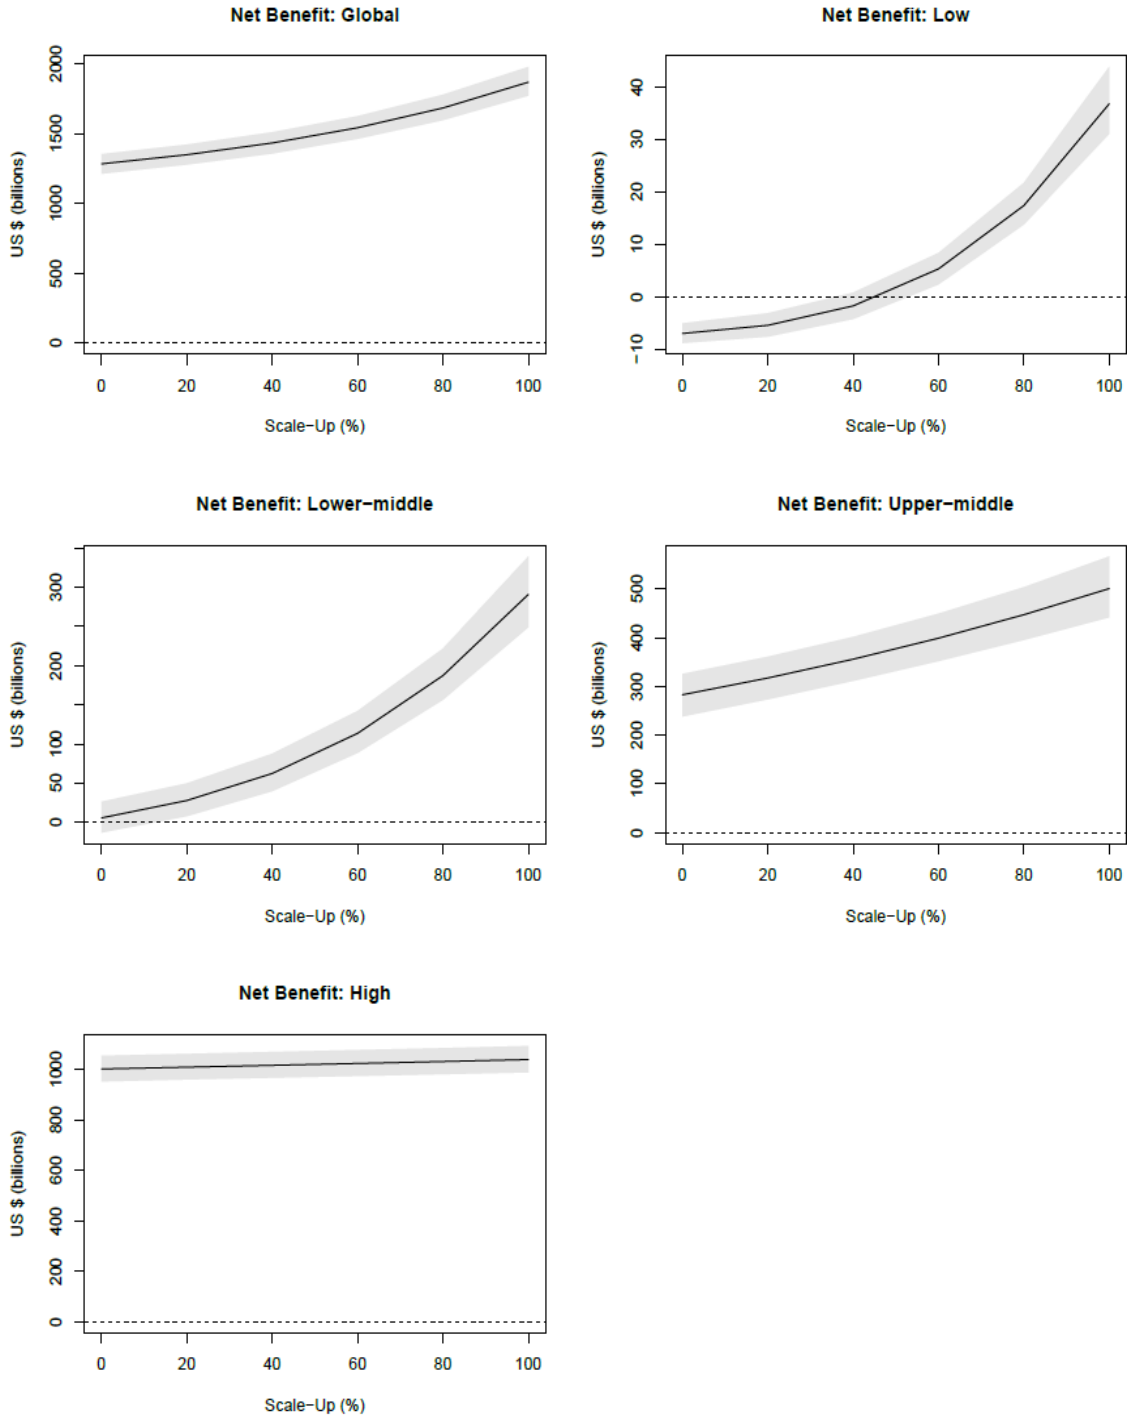 Net Benefit: Global
US $ (billions)
2000
1500
1000
500
0
0 20 40 60 80 100
Scale-Up (%)
Net Benefit: Low
US $ (billions)
40
30
20
10
0
-10
0 20 40 60 80 100
Scale-Up (%)
Net Benefit: Lower-middle
US $ (billions)
300
200
100
50
0
0 20 40 60 80 100
Scale-Up (%)
Net Benefit: Upper-middle
US $ (billions)
500
400
300
200
100
0
0 20 40 60 80 100
Scale-Up (%)
Net Benefit: High
US $ (billions)
1000
800
600
400
200
0
0 20 40 60 80 100
Scale-Up (%)